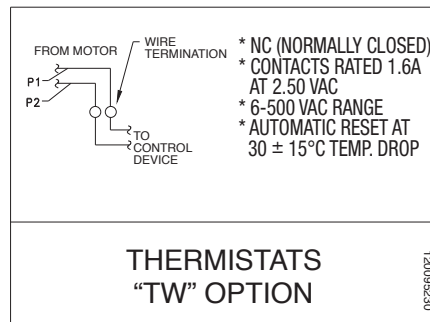 FROM MOTOR
WIRE
TERMINATION
P1
P2
TO
CONTROL
DEVICE
* NC (NORMALLY CLOSED)
* CONTACTS RATED 1.6A
AT 2.50 VAC
* 6-500 VAC RANGE
* AUTOMATIC RESET AT
30 ± 15°C TEMP. DROP
THERMISTATS
“TW” OPTION
120095230